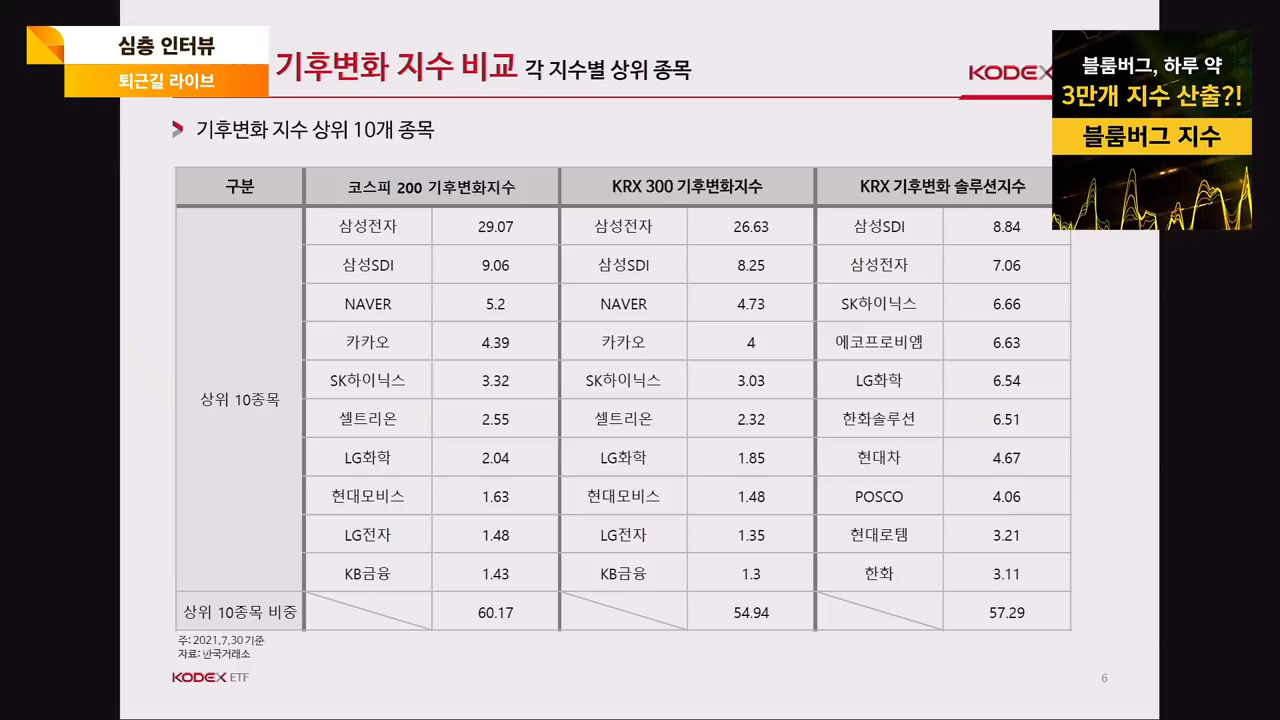 심층 인터뷰
퇴근길 라이브
기후변화 지수 비교 각 지수별 상위 종목
KODEX
블룸버그, 하루 약
3만개 지수 산출?!
블룸버그 지수
기후변화 지수 상위 10개 종목
구분 코스피 200 기후변화지수 KRX 300 기후변화지수 KRX 기후변화 솔루션지수
삼성전자 29.07 삼성전자 26.63 삼성SDI 8.84
삼성SDI 9.06 삼성SDI 8.25 삼성전자 7.06
NAVER 5.2 NAVER 4.73 SK하이닉스 6.66
카카오 4.39 카카오 4 에코프로비엠 6.63
SK하이닉스 3.32 SK하이닉스 3.03 LG화학 6.54
상위 10종목
셀트리온 2.55 셀트리온 2.32 한화솔루션 6.51
LG화학 2.04 LG화학 1.85 현대차 4.67
현대모비스 1.63 현대모비스 1.48 POSCO 4.06
LG전자 1.48 LG전자 1.35 현대로템 3.21
KB금융 1.43 KB금융 1.3 한화 3.11
상위 10종목 비중 60.17 54.94 57.29
주: 2021.7.30 기준
자료: 한국거래소
KODEX ETF
6